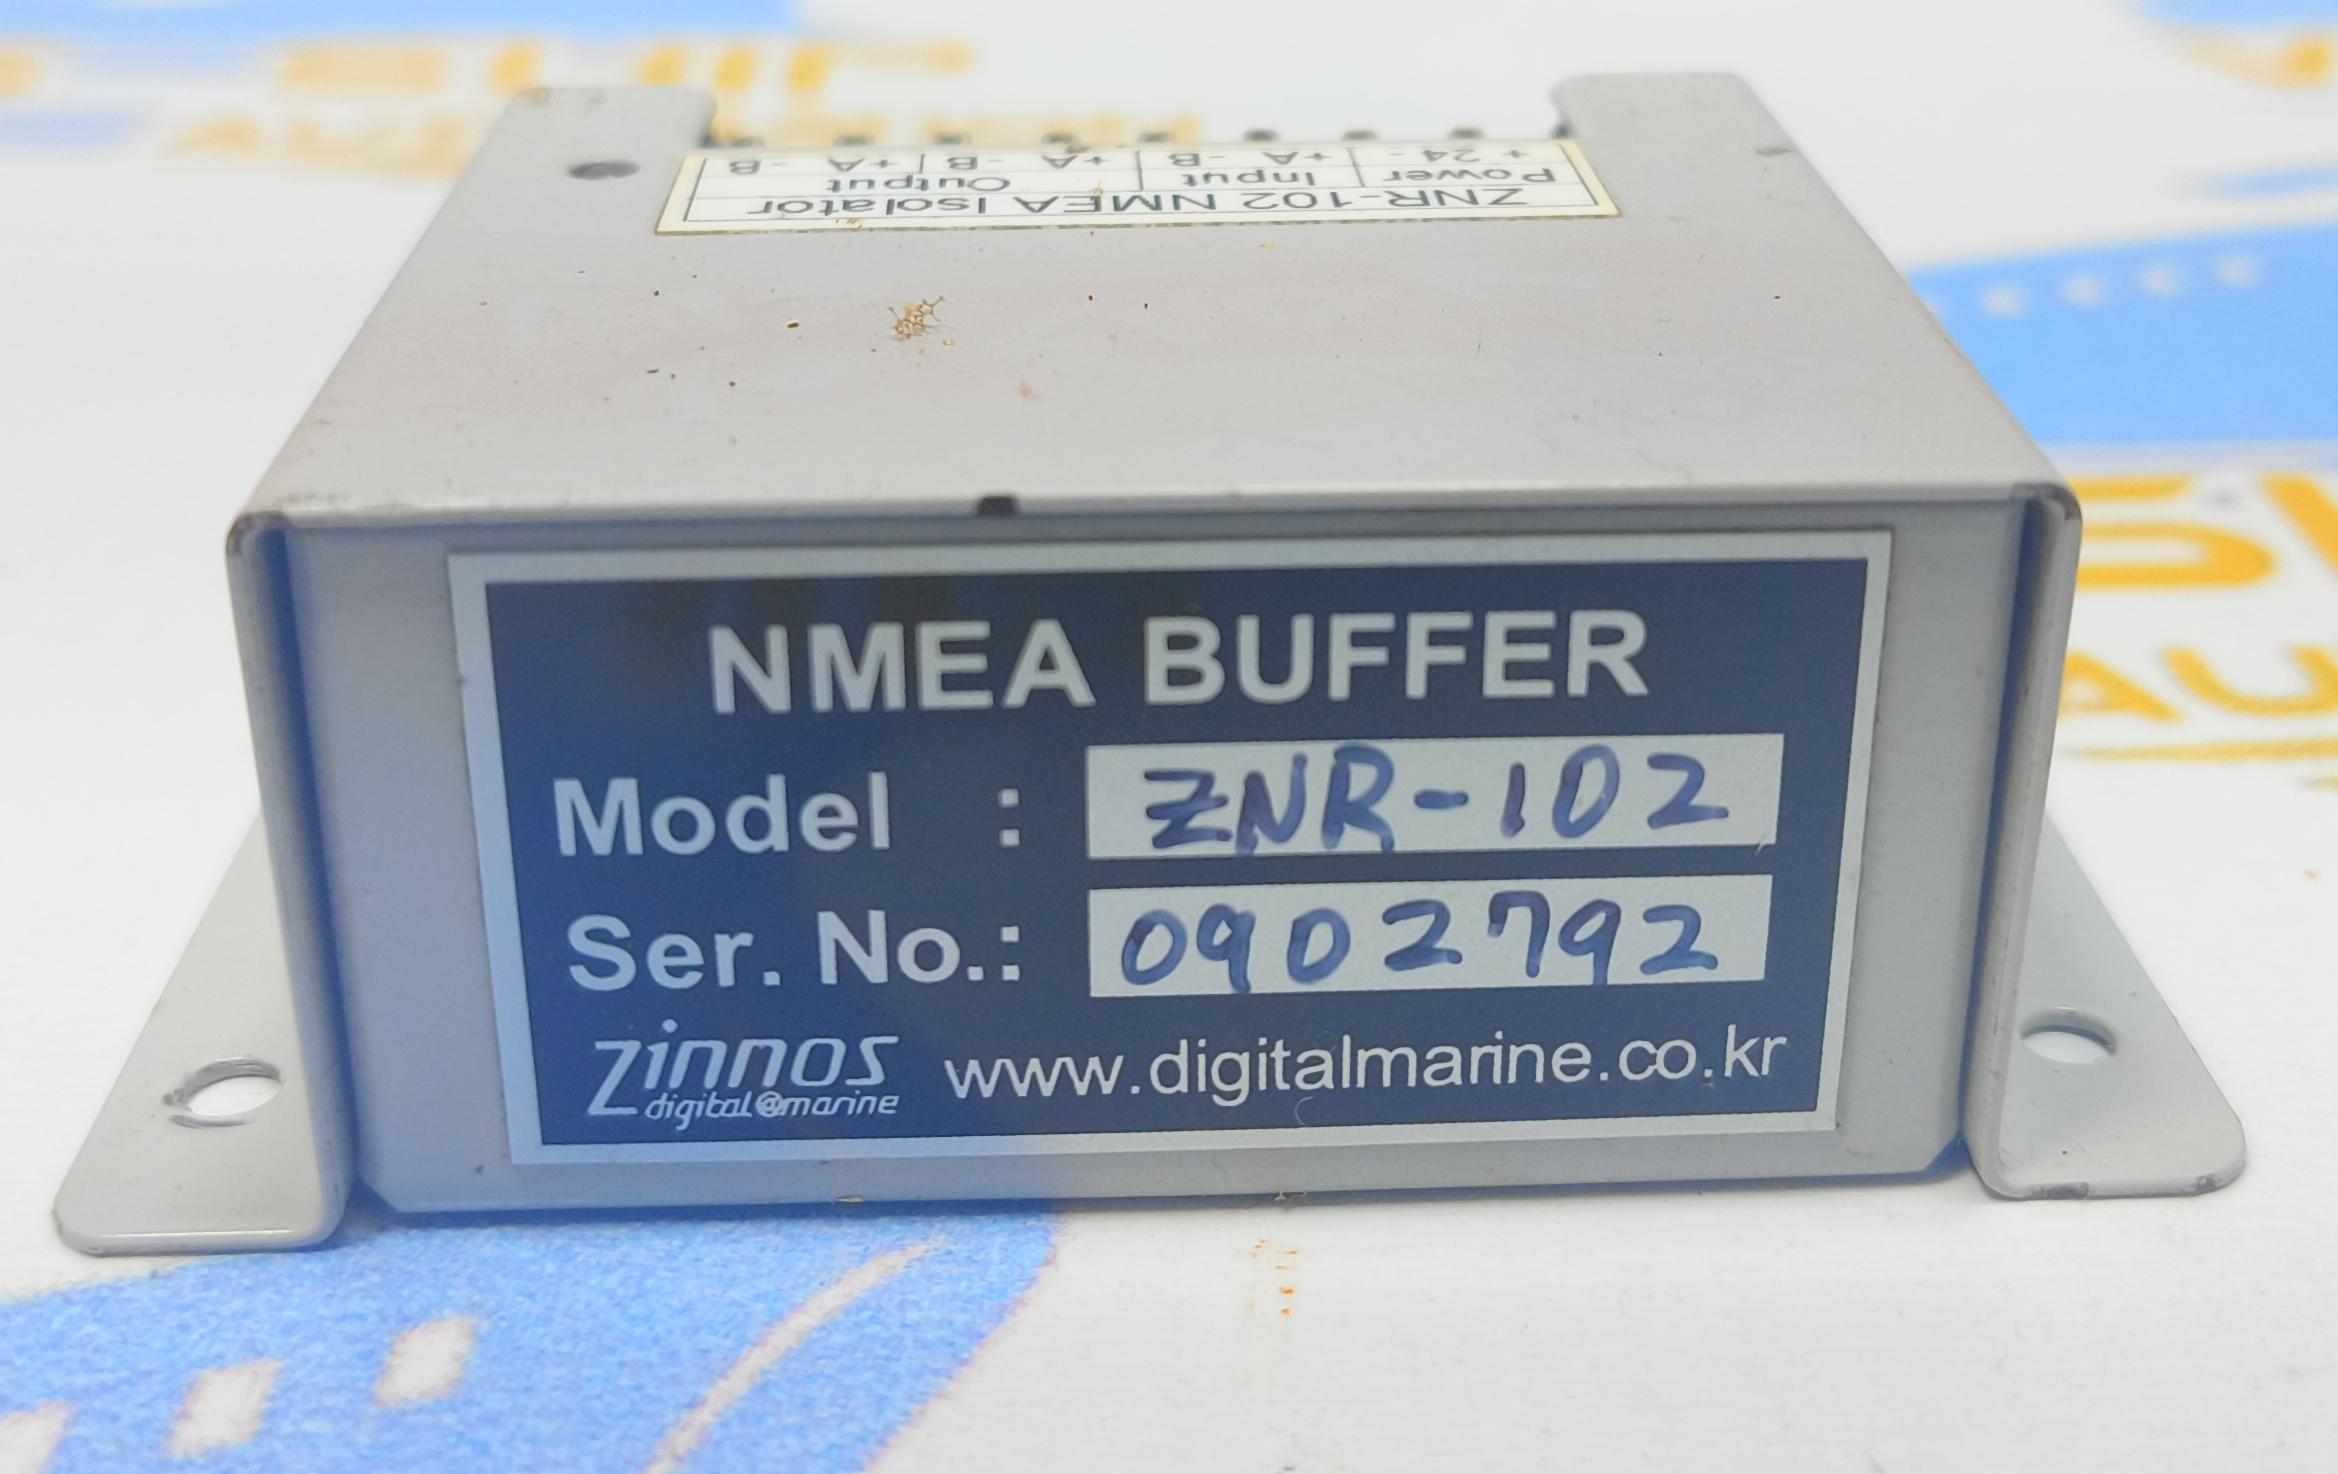 ZNR-102 NMEA Isolator
Power Input Output
+ 24 - +A -B +A -B +A -B
NMEA BUFFER
Model : ZNR-102
Ser. No.: 0902792
Zinnos www.digitalmarine.co.kr
digital@marine